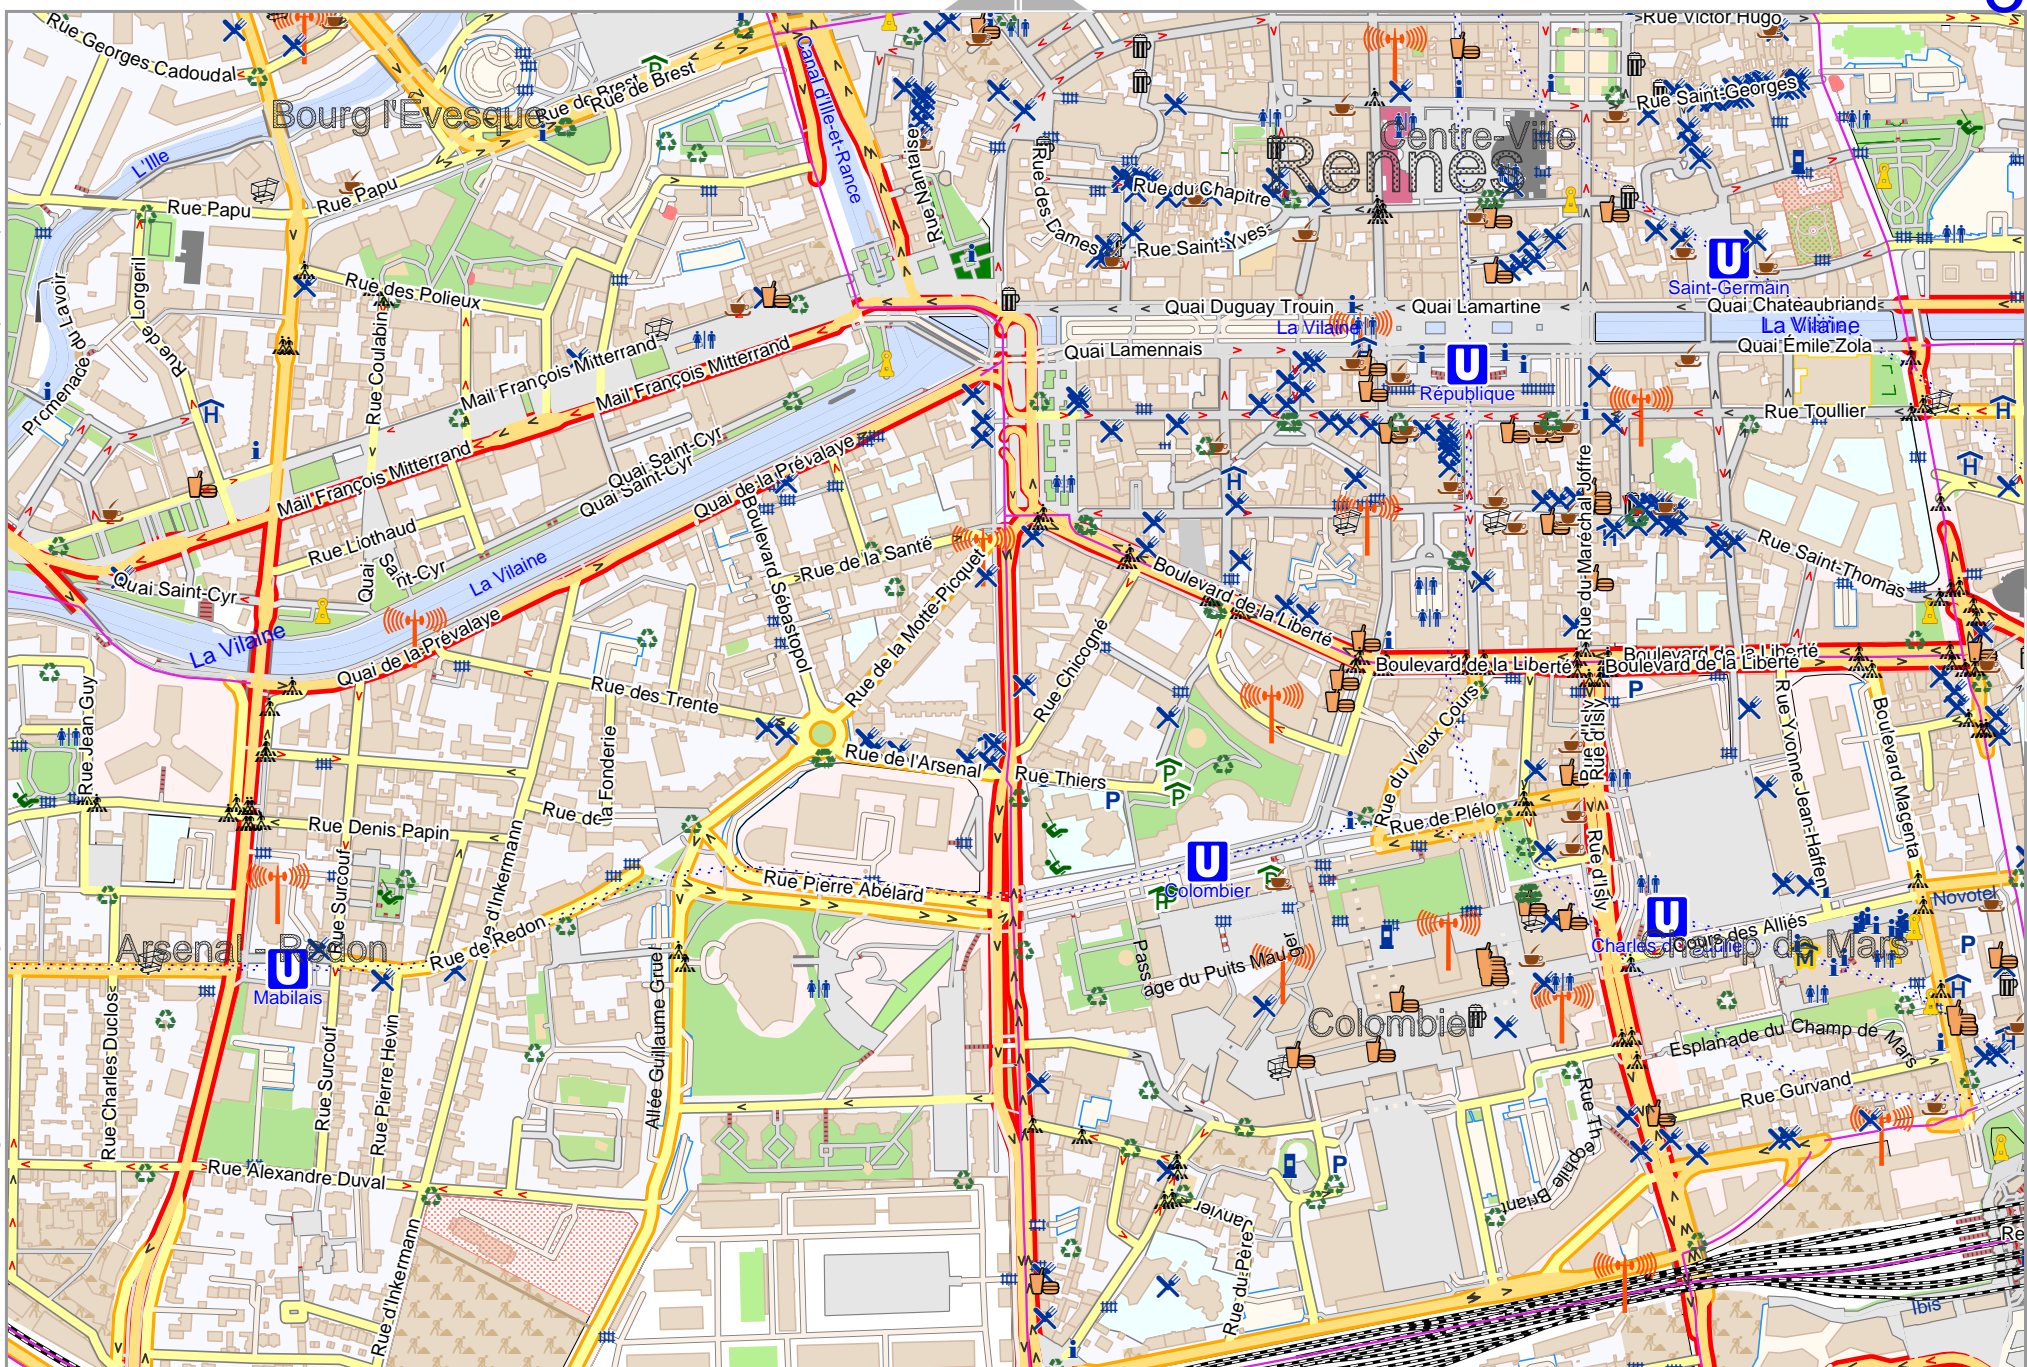 Rue Victor Hugo
Rue Georges Cadoudal
Canal d'Ille-et-Rance
Rue de Brest
Rue de Brest
Rue Saint-Georges
Bourg l'Évesque
Centre-Ville
Rennes
L'Ille
Rue Nantaise
Rue des Dames
Rue du Chapitre
Rue Papu
Rue Papu
Rue Saint-Yves
U
Saint-Germain
Rue de Lorgeril
Rue des Polieux
Promenade du Lavoir
Rue Coulabin
Quai Duguay Trouin
Quai Lamartine
Quai Chateaubriand
La Vilaine
La Vilaine
Quai Émile Zola
Mail François Mitterrand
Mail François Mitterrand
Quai Lamennais
U
République
Rue Toullier
H
H
H
H
Mail François Mitterrand
Quai Saint-Cyr
Quai Saint-Cyr
Quai de la Prévalaye
Rue du Maréchal Joffre
Rue Liothaud
Quai Saint-Cyr
Quai Saint-Cyr
La Vilaine
Boulevard Sébastopol
Rue de la Santé
Rue de la Motte-Picquet
Boulevard de la Liberté
Rue Saint-Thomas
La Vilaine
Quai de la Prévalaye
Rue Chicogné
Boulevard de la Liberté
Boulevard de la Liberté
Boulevard de la Liberté
Rue Jean Guy
Rue des Trente
P
Rue du Vieux Cours
Rue d'Isly
Rue d'Isly
Rue Yvonne Jean-Haffen
Boulevard Magenta
Rue de l'Arsenal
Rue Thiers
P
P
P
Rue de la Fonderie
Rue Denis Papin
Rue de Plélo
Rue d'Isly
U
Colombier
Rue Pierre Abélard
Rue Surcouf
Rue d'Inkermann
Rue de Redon
Arsenal - Redon
U
Mabilais
U
Charles de Gaulle
Cours des Alliés
Champ de Mars
Novotel
P
M
H
Passage du Puits Mauger
Colombier
Allée Guillaume Gruel
Rue Charles Duclos
Rue Surcouf
Rue Pierre Hevin
Esplanade du Champ de Mars
Rue Gurvand
Rue Théophile Briant
Rue Alexandre Duval
P
Rue du Père Janvier
Rue d'Inkermann
Ibis
Re